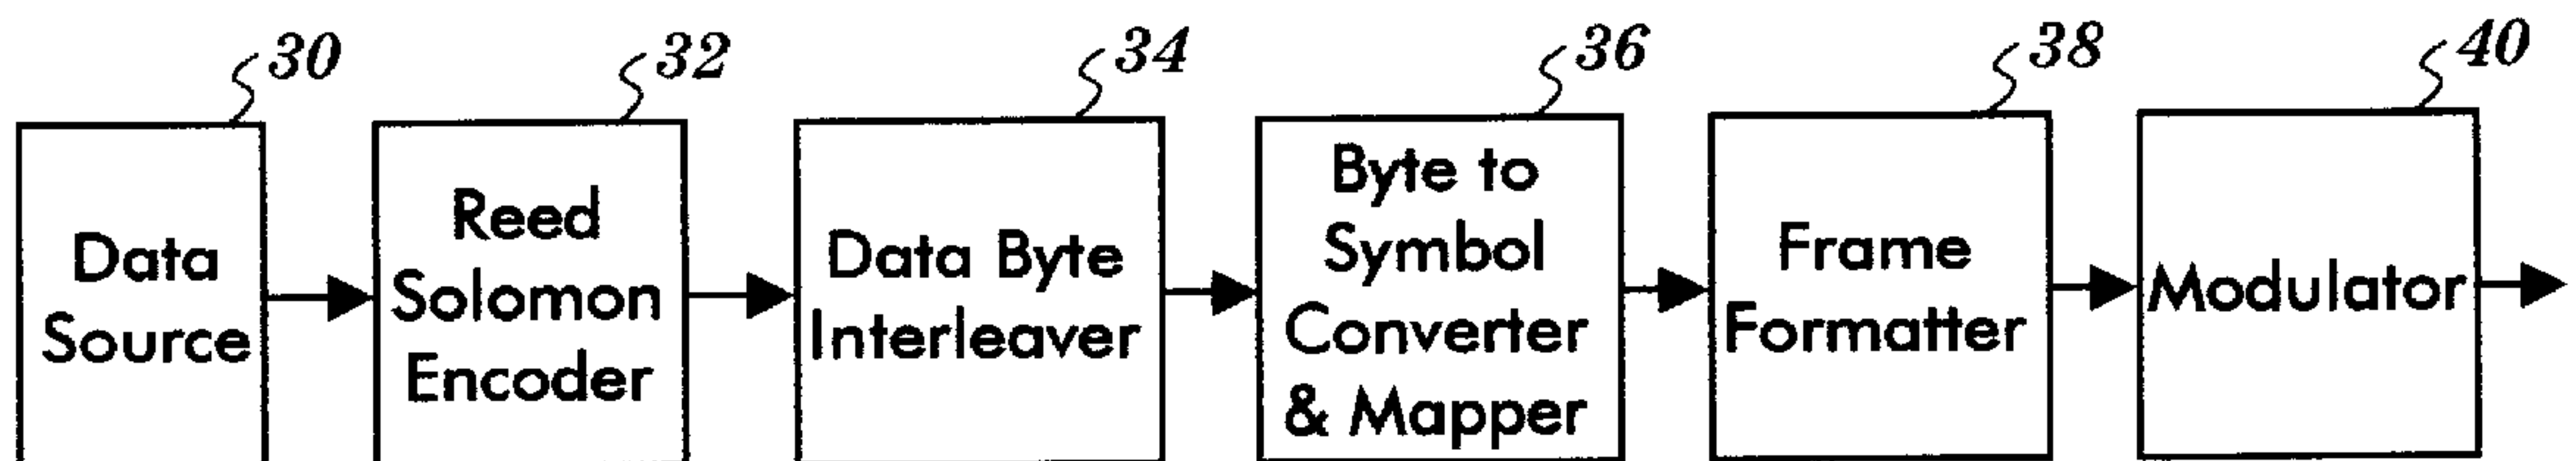 30
32
34
36
38
40
Data
Source
Reed
Solomon
Encoder
Data Byte
Interleaver
Byte to
Symbol
Converter
& Mapper
Frame
Formatter
Modulator